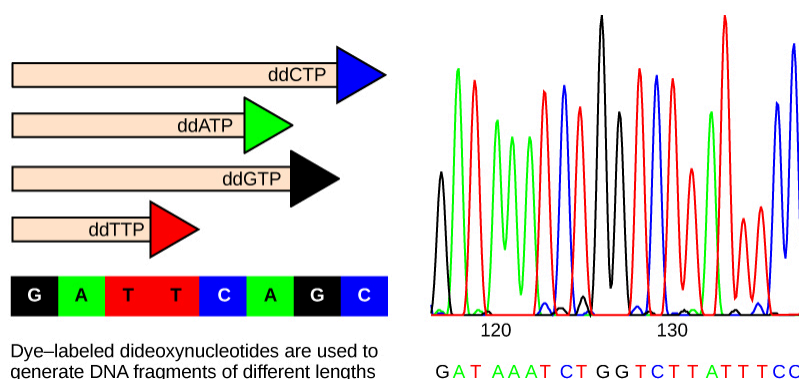 ddCTP
ddATP
ddGTP
ddTTP
G A T T C A G C
Dye–labeled dideoxynucleotides are used to
generate DNA fragments of different lengths
120 130
G A T A A A T C T G G T C T T A T T T C C